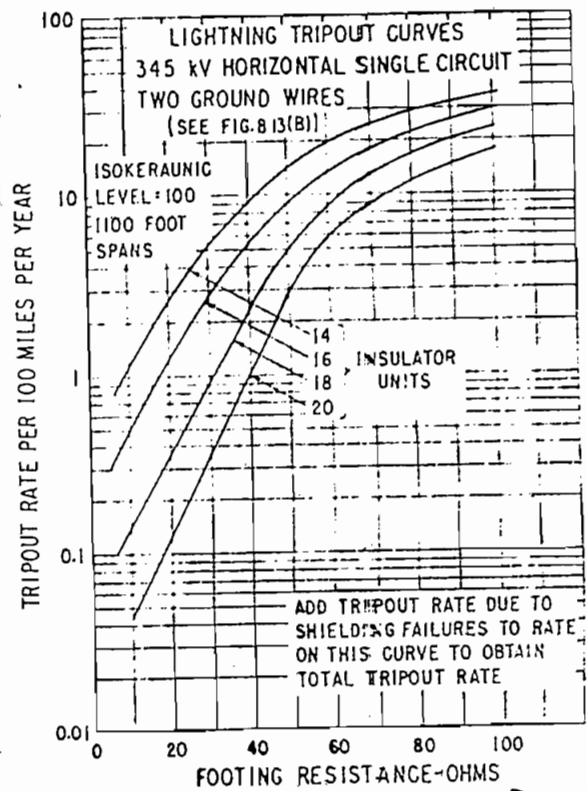 LIGHTNING TRIPOUT CURVES
345 kV HORIZONTAL SINGLE CIRCUIT
TWO GROUND WIRES
[SEE FIG.8 13(B)]
ISOKERAUNIC
LEVEL=100
1100 FOOT
SPANS
14
16
18
20
INSULATOR
UNITS
ADD TRIPOUT RATE DUE TO
SHIELDING FAILURES TO RATE
ON THIS CURVE TO OBTAIN
TOTAL TRIPOUT RATE
TRIPOUT RATE PER 100 MILES PER YEAR
100
10
1
0.1
0.01
0
20
40
60
80
100
FOOTING RESISTANCE-OHMS